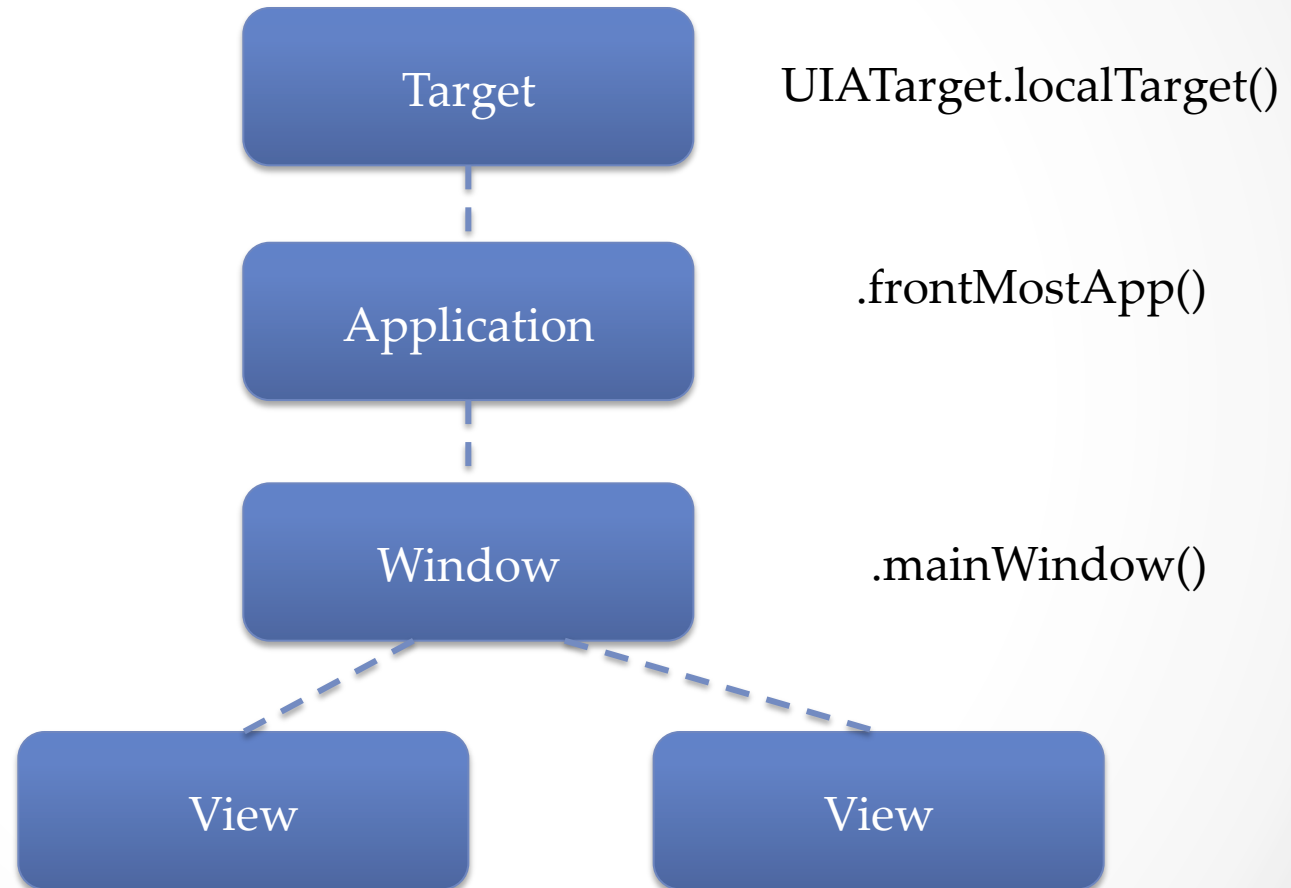 Target
UIATarget.localTarget()
Application
.frontMostApp()
Window
.mainWindow()
View
View